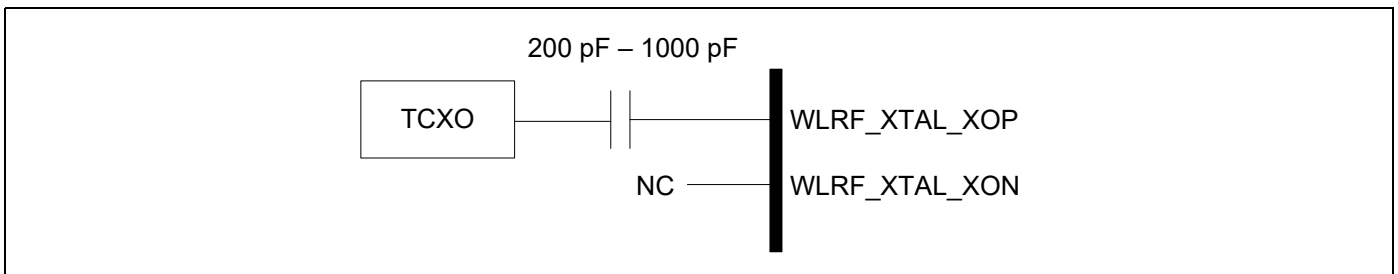 200 pF – 1000 pF
TCXO
WLRF_XTAL_XOP
NC
WLRF_XTAL_XON